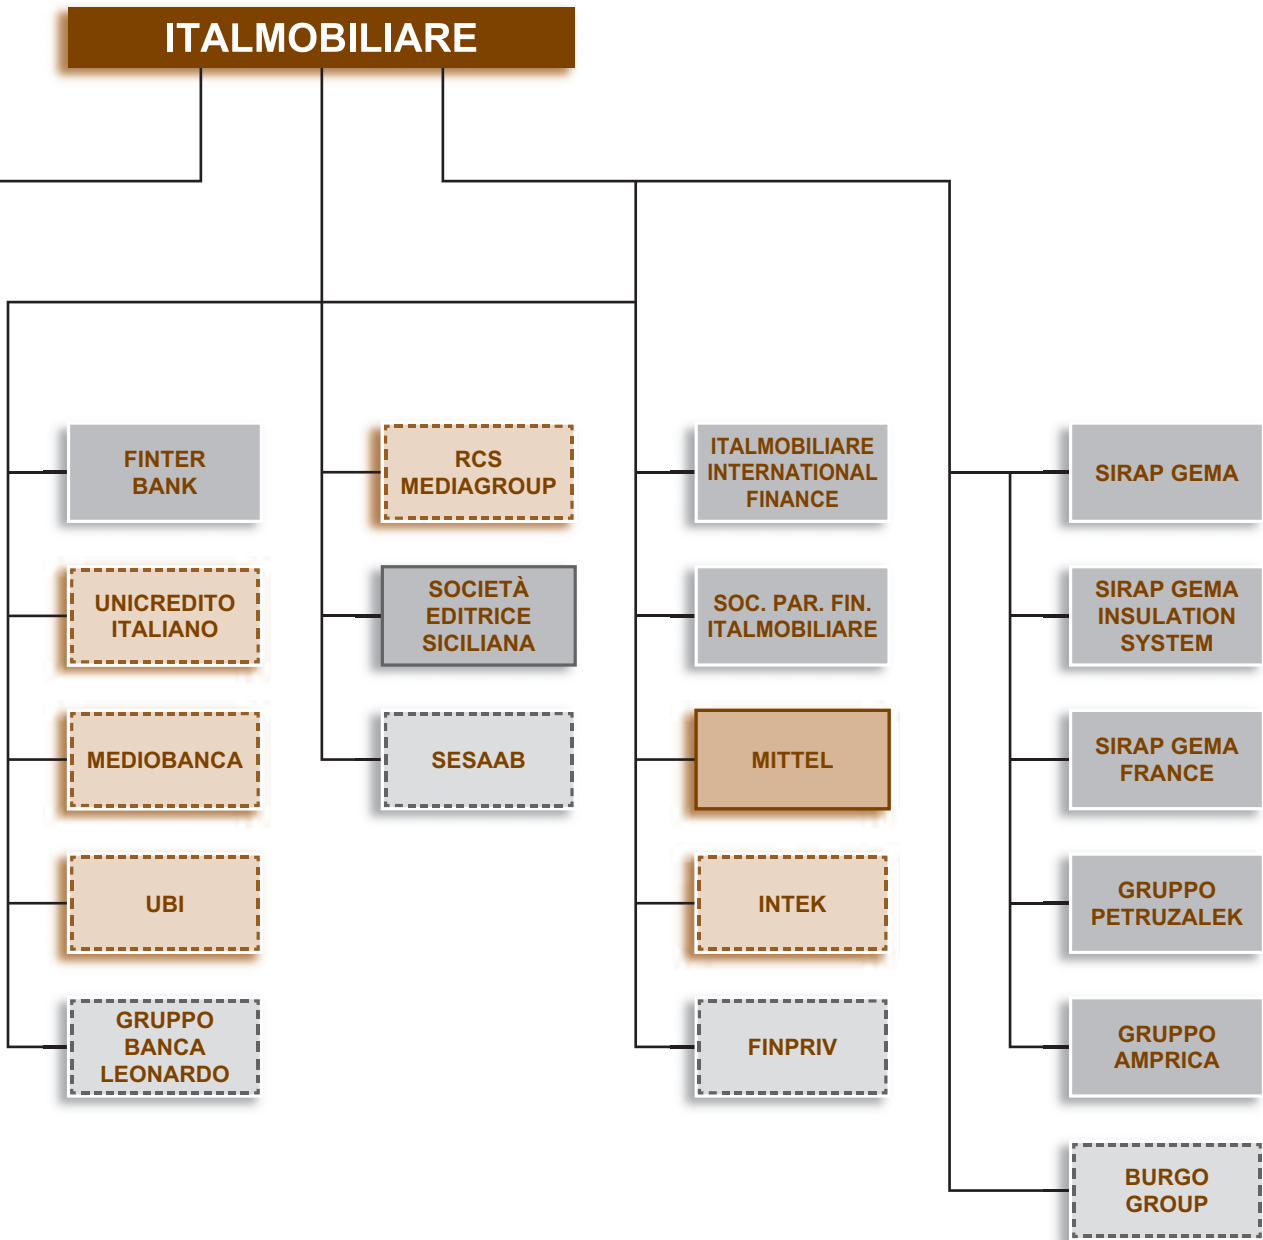 ITALMOBILIARE
FINTER
BANK
UNICREDITO
ITALIANO
MEDIOBANCA
UBI
GRUPPO
BANCA
LEONARDO
RCS
MEDIAGROUP
SOCIETÀ
EDITRICE
SICILIANA
SESAAB
ITALMOBILIARE
INTERNATIONAL
FINANCE
SOC. PAR. FIN.
ITALMOBILIARE
MITTEL
INTEK
FINPRIV
SIRAP GEMA
SIRAP GEMA
INSULATION
SYSTEM
SIRAP GEMA
FRANCE
GRUPPO
PETRUZALEK
GRUPPO
AMPRICA
BURGO
GROUP